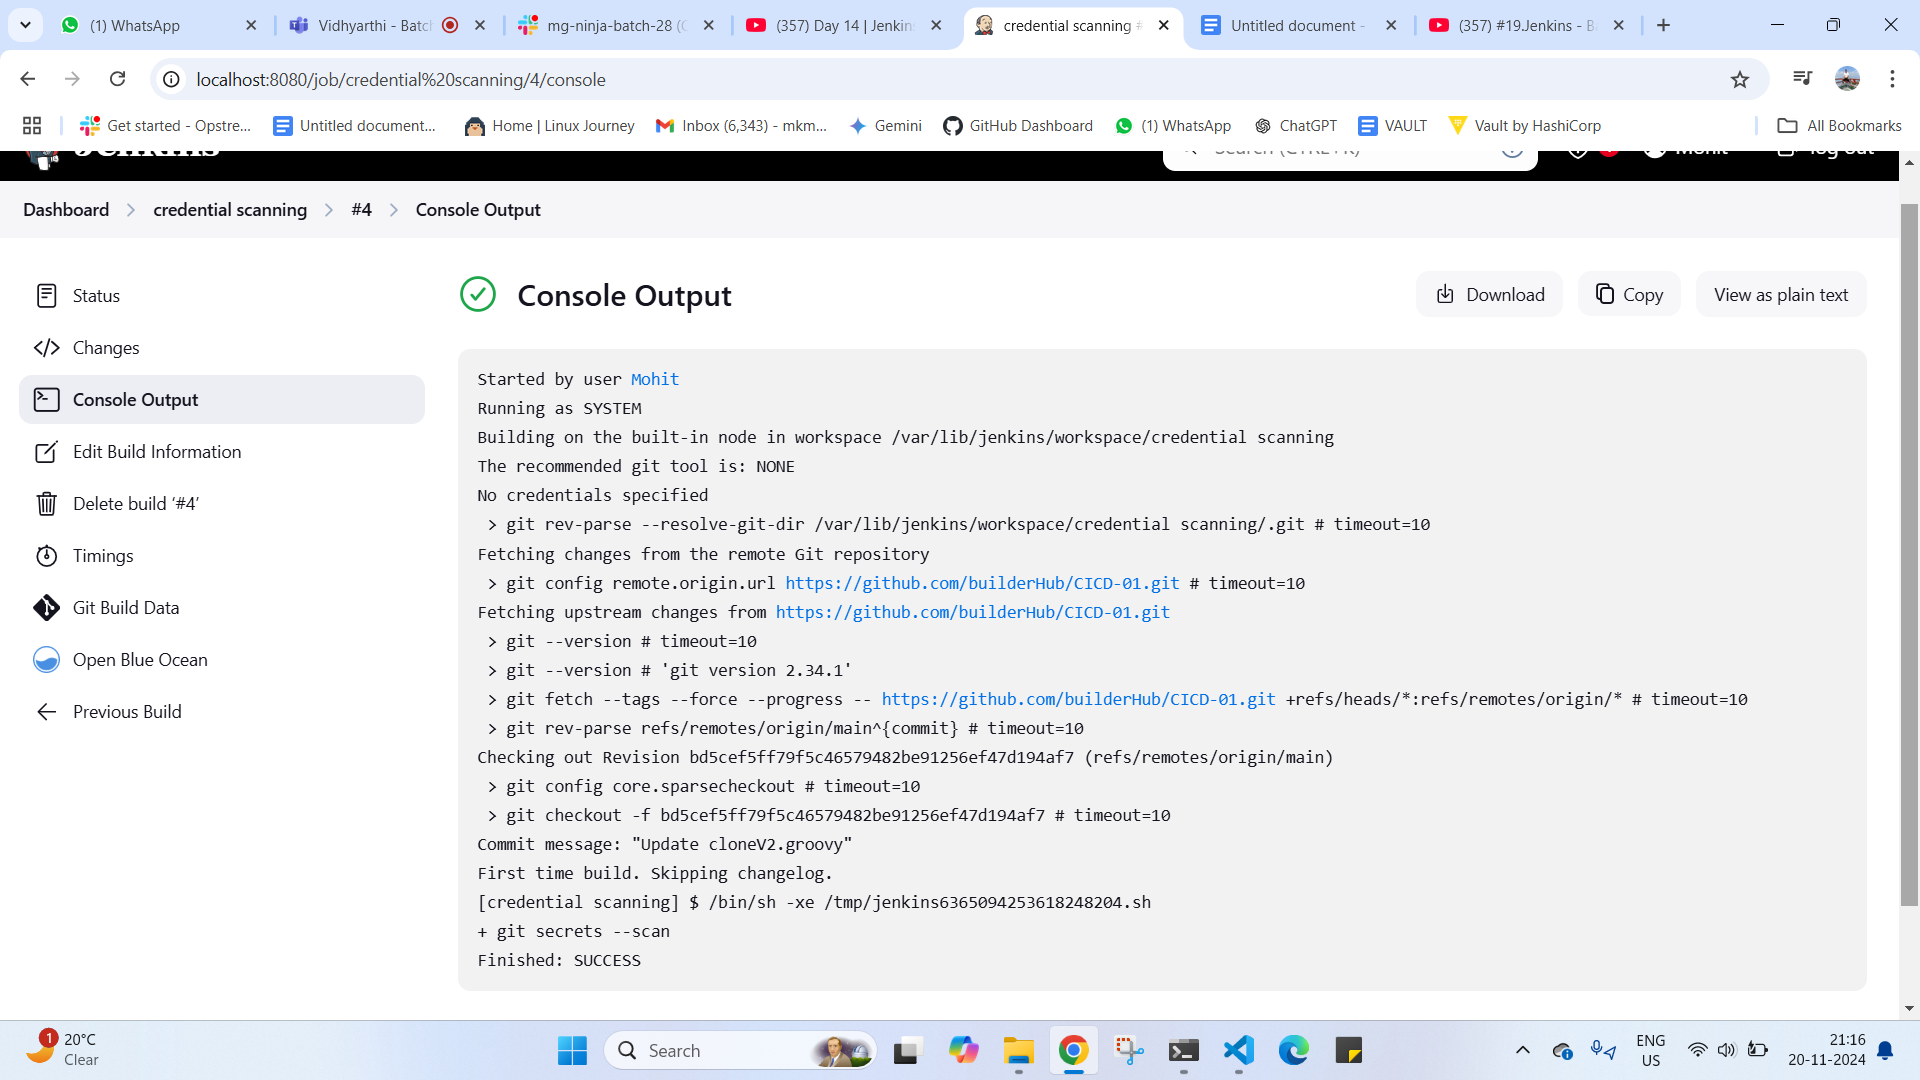 (1) WhatsApp
Vidhyarthi - Batch
mg-ninja-batch-28 (C
(357) Day 14 | Jenkins
credential scanning #
Untitled document -
(357) #19.Jenkins - B
localhost:8080/job/credential%20scanning/4/console
Get started - Opstre...
Untitled document...
Home | Linux Journey
Inbox (6,343) - mkm...
Gemini
GitHub Dashboard
(1) WhatsApp
ChatGPT
VAULT
Vault by HashiCorp
All Bookmarks
Jenkins
Search (CTRL+K)
Mohit
log out
Dashboard > credential scanning > #4 > Console Output
Status
Changes
Console Output
Edit Build Information
Delete build ‘#4’
Timings
Git Build Data
Open Blue Ocean
Previous Build
Console Output
Download
Copy
View as plain text
Started by user Mohit
Running as SYSTEM
Building on the built-in node in workspace /var/lib/jenkins/workspace/credential scanning
The recommended git tool is: NONE
No credentials specified
 > git rev-parse --resolve-git-dir /var/lib/jenkins/workspace/credential scanning/.git # timeout=10
Fetching changes from the remote Git repository
 > git config remote.origin.url https://github.com/builderHub/CICD-01.git # timeout=10
Fetching upstream changes from https://github.com/builderHub/CICD-01.git
 > git --version # timeout=10
 > git --version # 'git version 2.34.1'
 > git fetch --tags --force --progress -- https://github.com/builderHub/CICD-01.git +refs/heads/*:refs/remotes/origin/* # timeout=10
 > git rev-parse refs/remotes/origin/main^{commit} # timeout=10
Checking out Revision bd5cef5ff79f5c46579482be91256ef47d194af7 (refs/remotes/origin/main)
 > git config core.sparsecheckout # timeout=10
 > git checkout -f bd5cef5ff79f5c46579482be91256ef47d194af7 # timeout=10
Commit message: "Update cloneV2.groovy"
First time build. Skipping changelog.
[credential scanning] $ /bin/sh -xe /tmp/jenkins6365094253618248204.sh
+ git secrets --scan
Finished: SUCCESS
1
20°C
Clear
Search
ENG
US
21:16
20-11-2024